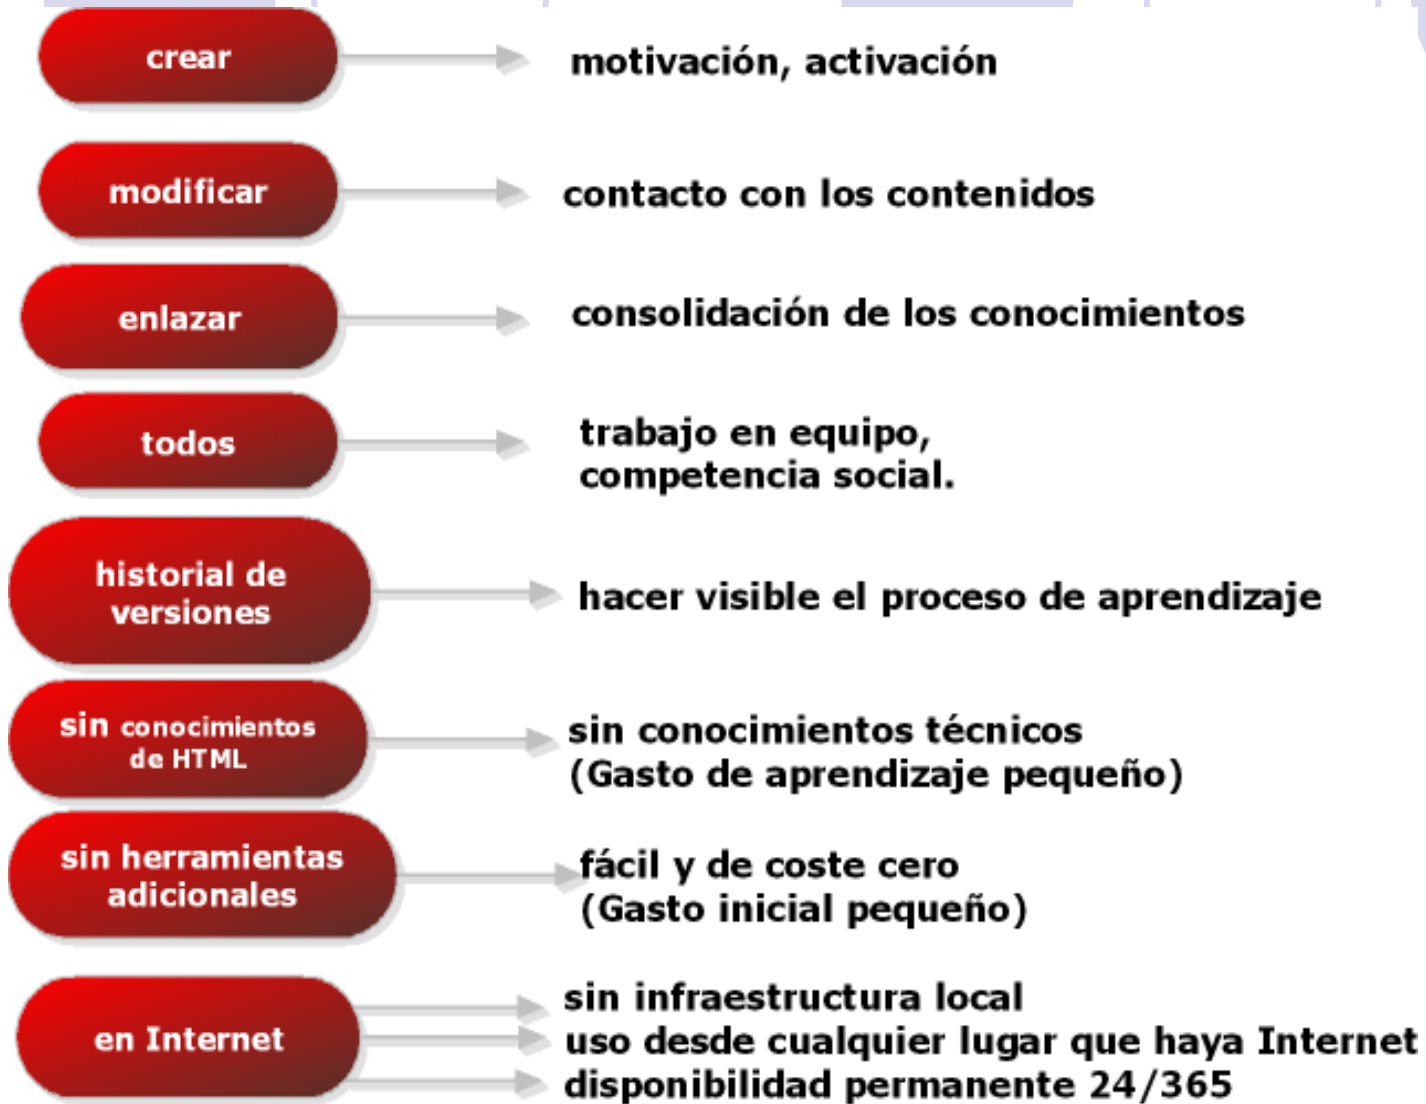 crear
motivación, activación
modificar
contacto con los contenidos
enlazar
consolidación de los conocimientos
todos
trabajo en equipo,
competencia social.
historial de
versiones
hacer visible el proceso de aprendizaje
sin conocimientos
de HTML
sin conocimientos técnicos
(Gasto de aprendizaje pequeño)
sin herramientas
adicionales
fácil y de coste cero
(Gasto inicial pequeño)
en Internet
sin infraestructura local
uso desde cualquier lugar que haya Internet
disponibilidad permanente 24/365